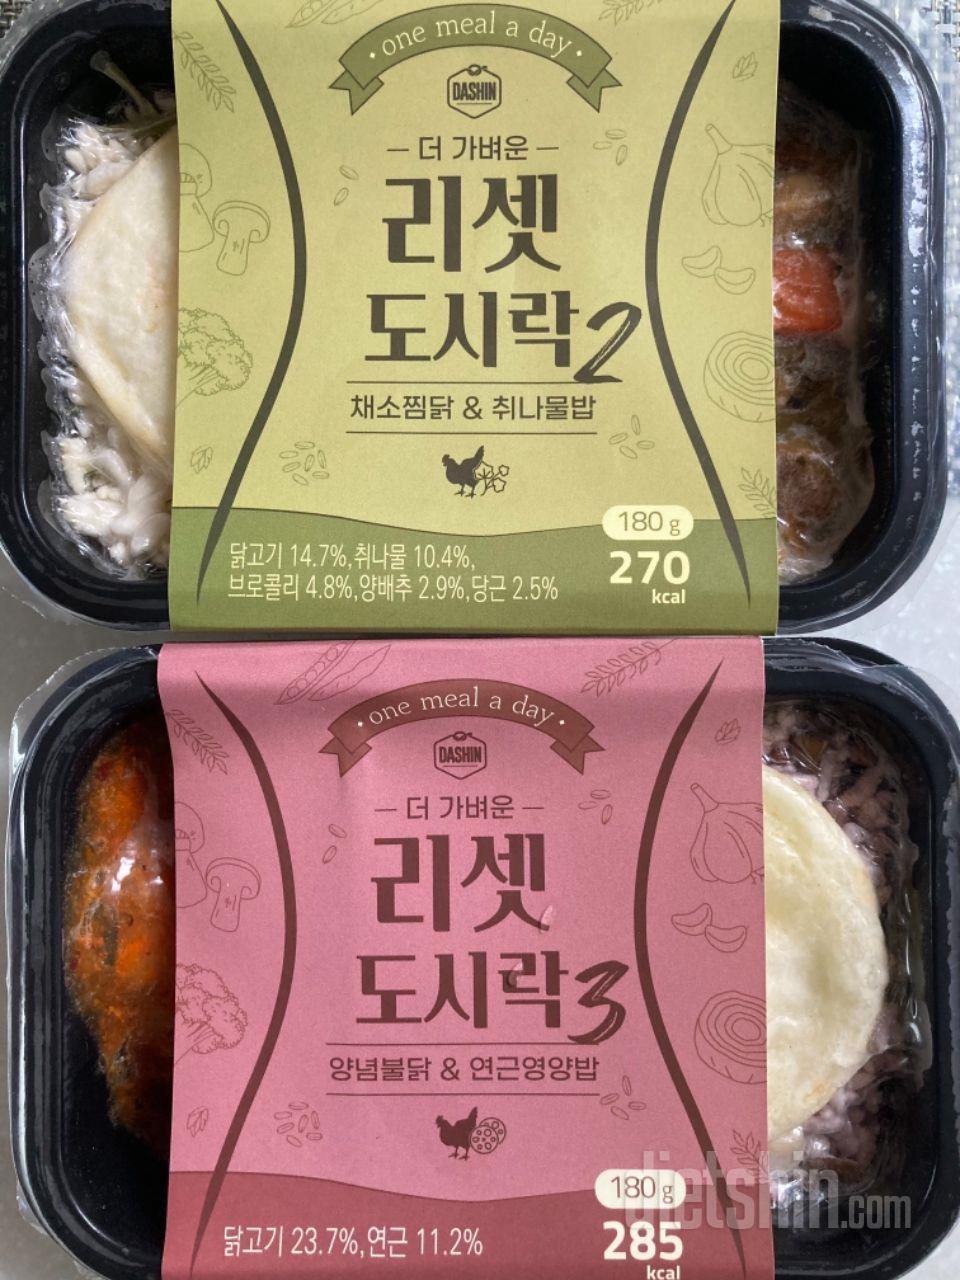 one meal a day
DASHIN
더 가벼운
리셋
도시락2
채소찜닭 & 취나물밥
180 g
270
kcal
닭고기 14.7%,취나물 10.4%,
브로콜리 4.8%,양배추 2.9%,당근 2.5%
one meal a day
DASHIN
더 가벼운
리셋
도시락3
양념불닭 & 연근영양밥
180 g
285
kcal
닭고기 23.7%,연근 11.2%
dietshin.com